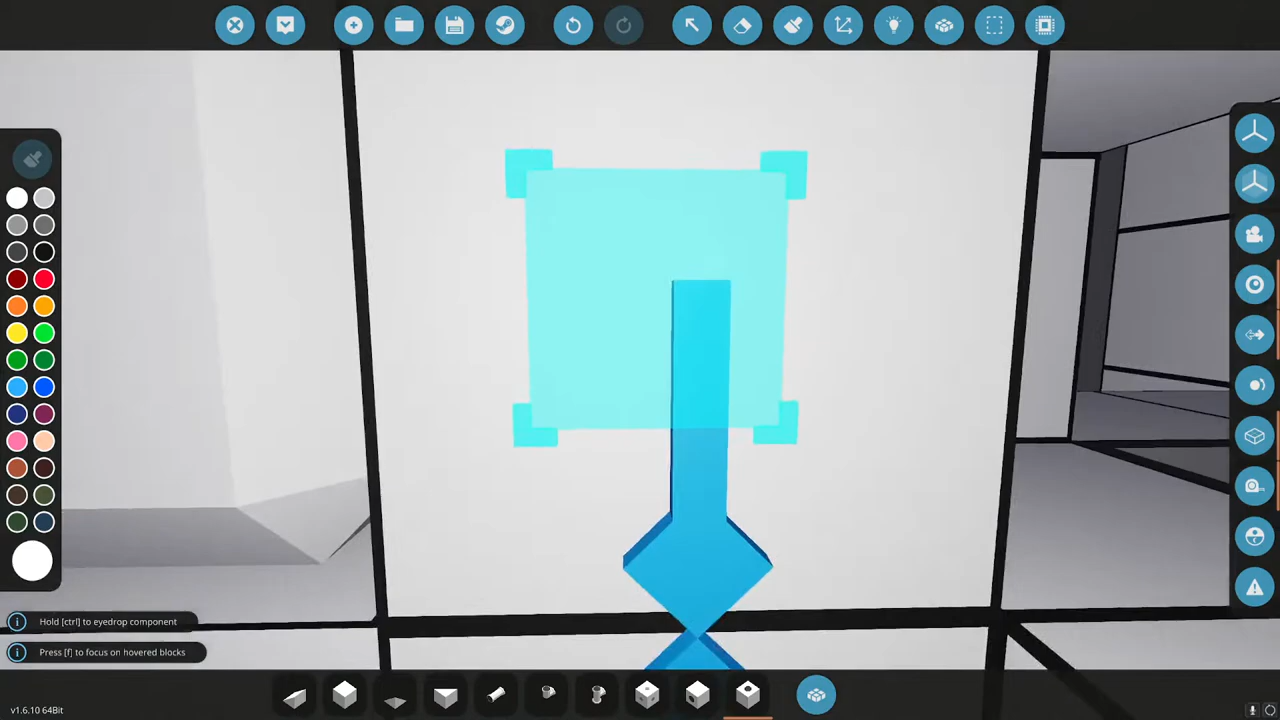 Hold [ctrl] to eyedrop component
Press [f] to focus on hovered blocks
v1.6.10 64Bit